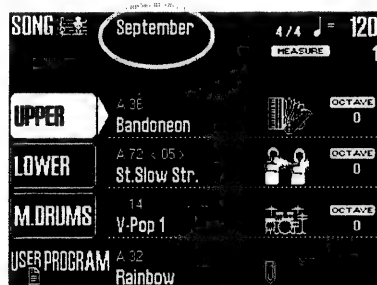 SONG September 4/4 ♩= 120
MEASURE 1
UPPER A 36 Bandoneon OCTAVE 0
LOWER A 72 < 05 > St.Slow Str. OCTAVE 0
M.DRUMS 14 V-Pop 1 OCTAVE 0
USER PROGRAM A 32 Rainbow